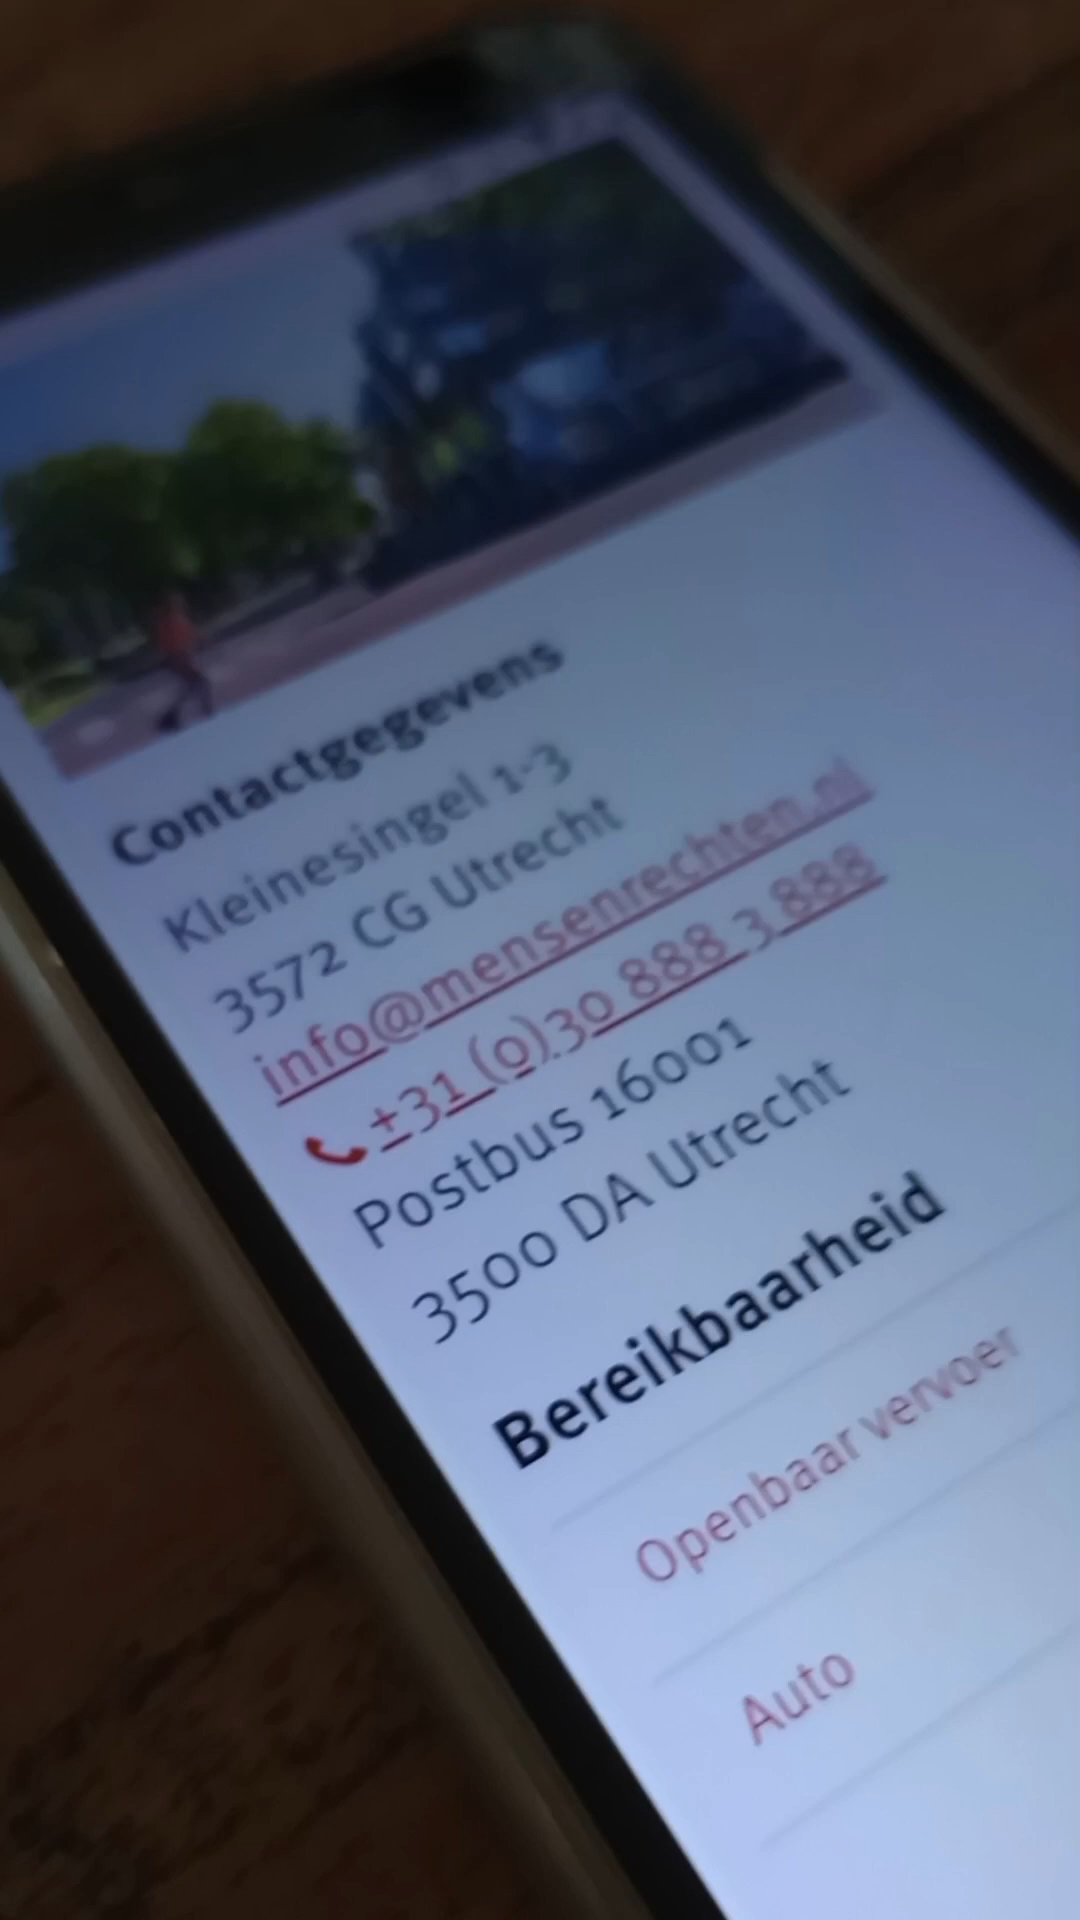 Contactgegevens
Kleinesingel 1-3
3572 CG Utrecht
info@mensenrechten.nl
+31 (0)30 888 3 888
Postbus 16001
3500 DA Utrecht
Bereikbaarheid
Openbaar vervoer
Auto